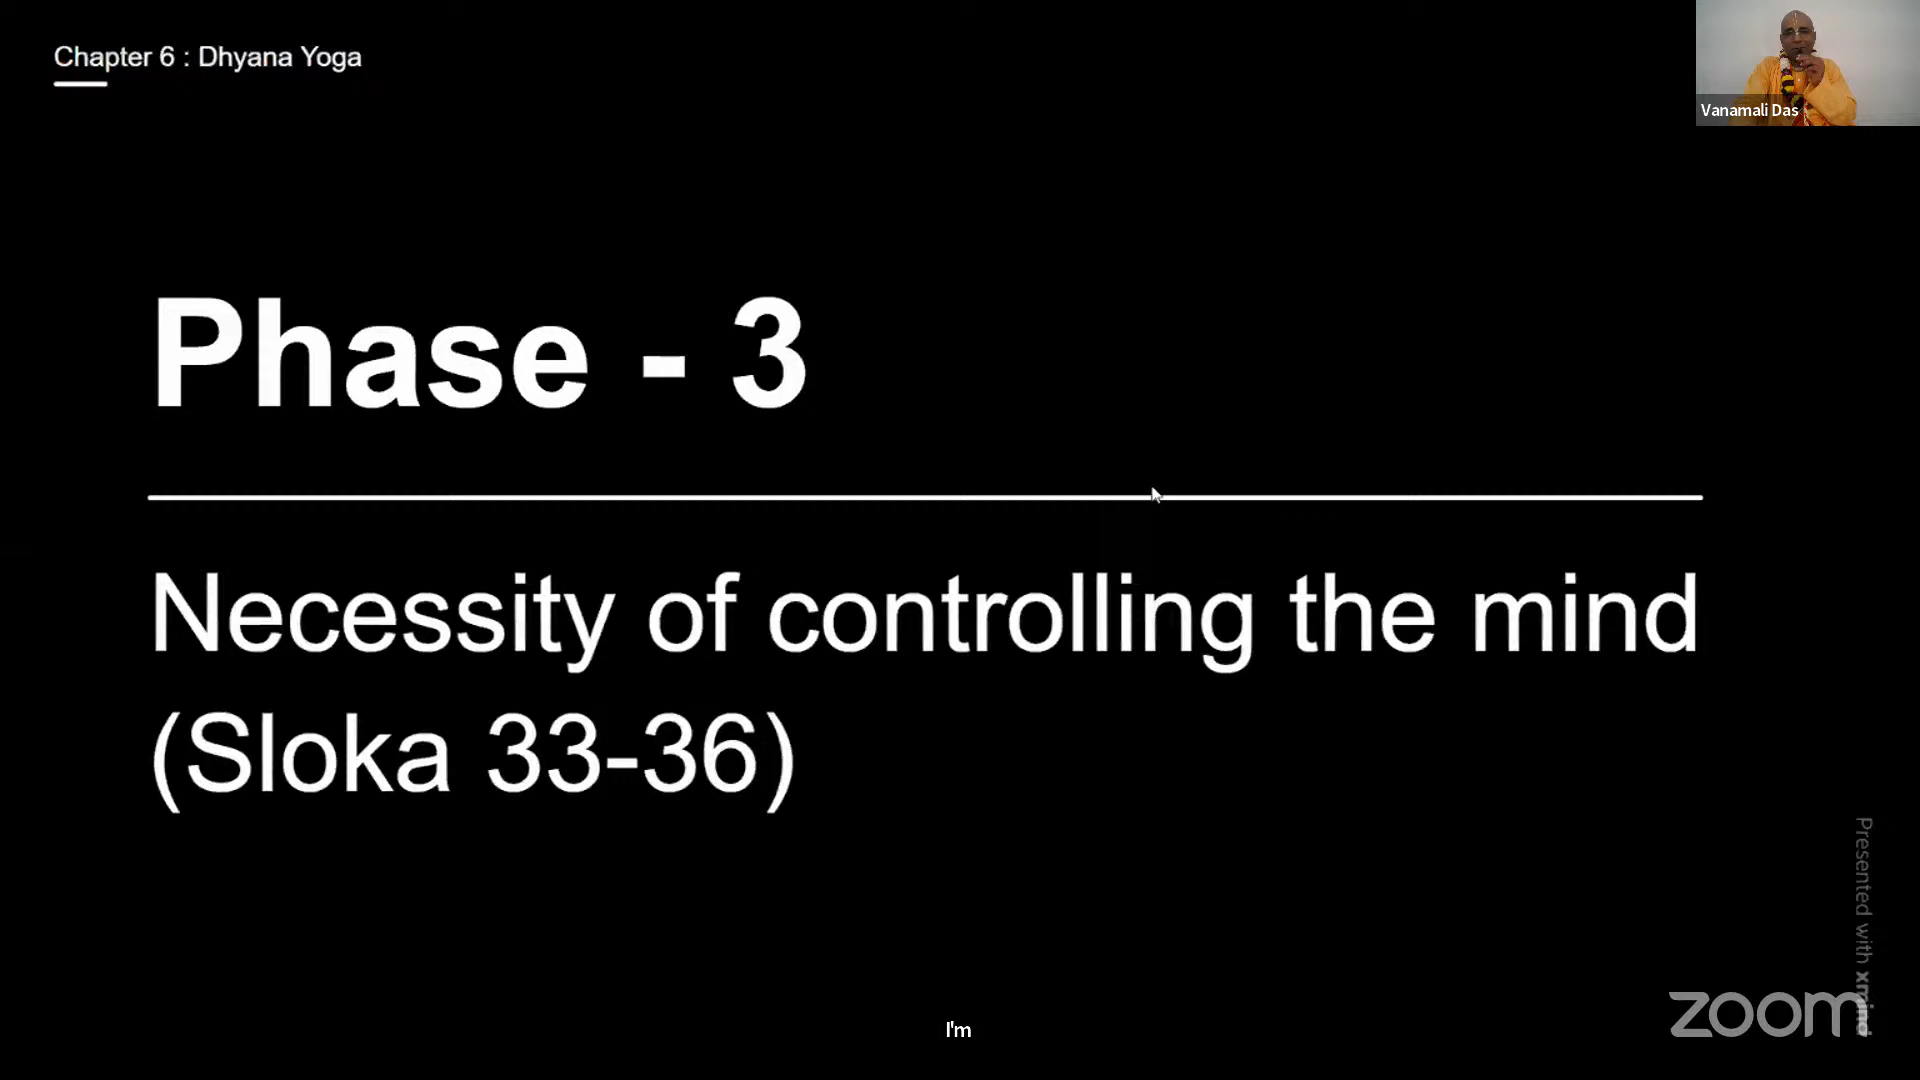 Chapter 6 : Dhyana Yoga
Vanamali Das
Phase - 3
Necessity of controlling the mind
(Sloka 33-36)
Presented with xmind
I'm
zoom